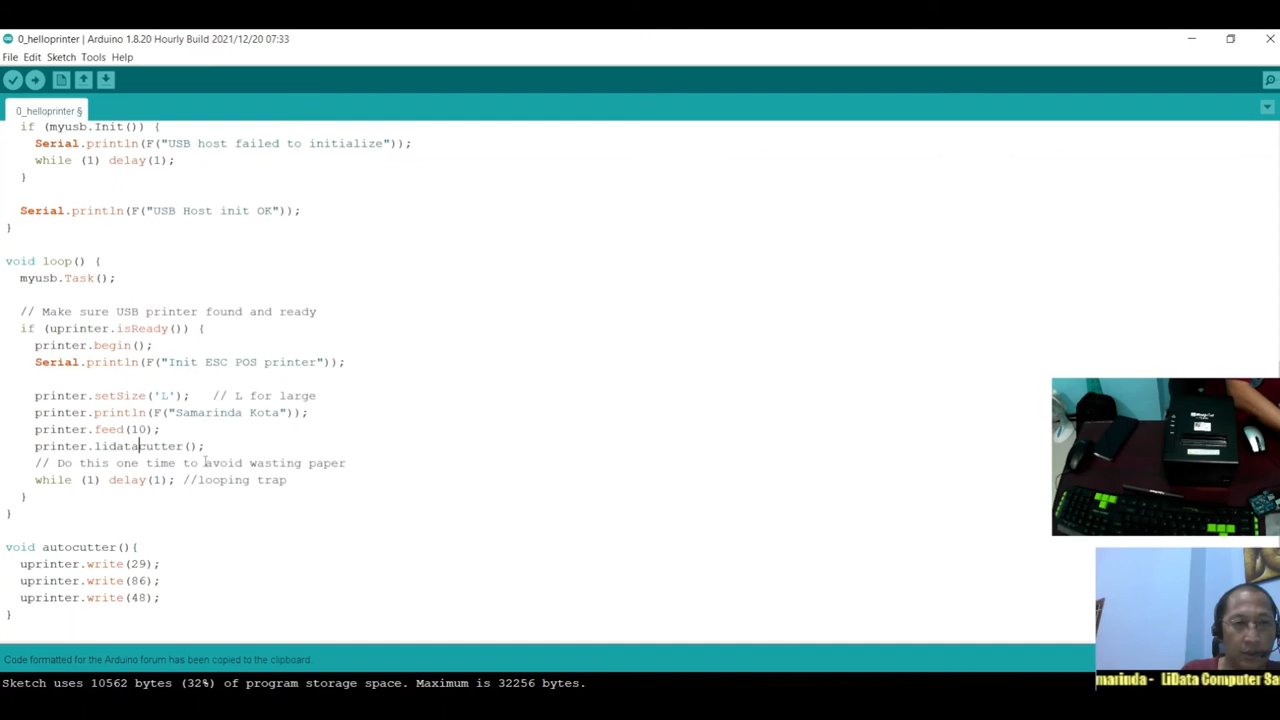 0_helloprinter | Arduino 1.8.20 Hourly Build 2021/12/20 07:33
File Edit Sketch Tools Help
0_helloprinter §
if (myusb.Init()) {
Serial.println(F("USB host failed to initialize"));
while (1) delay(1);
}
Serial.println(F("USB Host init OK"));
}
void loop() {
myusb.Task();
// Make sure USB printer found and ready
if (uprinter.isReady()) {
printer.begin();
Serial.println(F("Init ESC POS printer"));
printer.setSize('L'); // L for large
printer.println(F("Samarinda Kota"));
printer.feed(10);
printer.lidatacutter();
// Do this one time to avoid wasting paper
while (1) delay(1); //looping trap
}
}
void autocutter(){
uprinter.write(29);
uprinter.write(86);
uprinter.write(48);
}
Code formatted for the Arduino forum has been copied to the clipboard.
Sketch uses 10562 bytes (32%) of program storage space. Maximum is 32256 bytes.
marinda - LiData Computer Sa